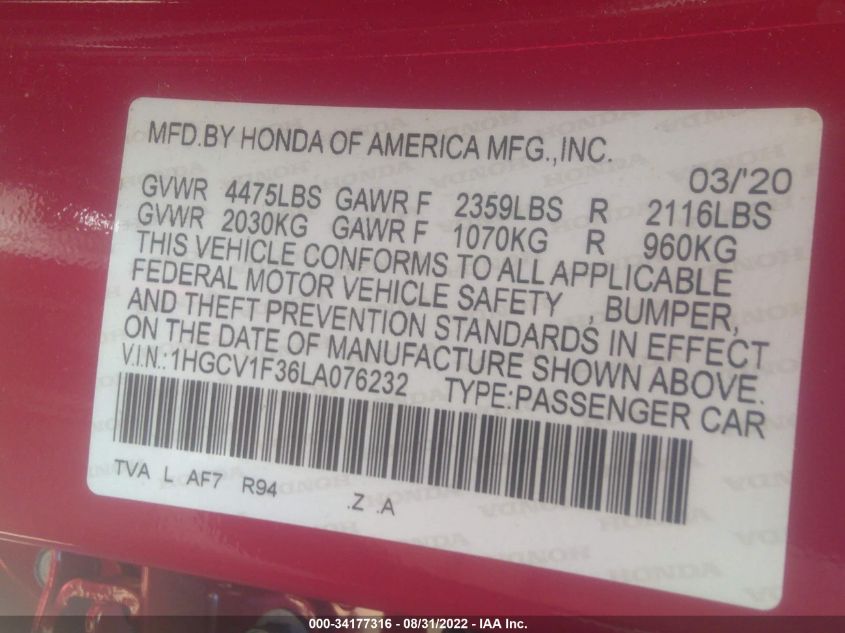 MFD.BY HONDA OF AMERICA MFG.,INC.
03/'20
GVWR 4475LBS GAWR F 2359LBS R 2116LBS
GVWR 2030KG GAWR F 1070KG R 960KG
THIS VEHICLE CONFORMS TO ALL APPLICABLE
FEDERAL MOTOR VEHICLE SAFETY , BUMPER,
AND THEFT PREVENTION STANDARDS IN EFFECT
ON THE DATE OF MANUFACTURE SHOWN ABOVE.
V.I.N.:1HGCV1F36LA076232 TYPE:PASSENGER CAR
TVA L AF7 R94 .Z .A
000-34177316 - 08/31/2022 - IAA Inc.